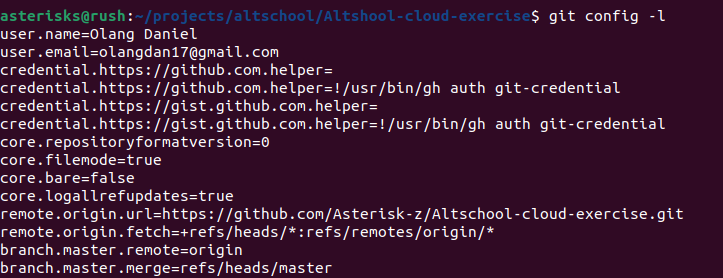 asterisks@rush:~/projects/altschool/Altshool-cloud-exercise$ git config -l
user.name=Olang Daniel
user.email=olangdan17@gmail.com
credential.https://github.com.helper=
credential.https://github.com.helper=!/usr/bin/gh auth git-credential
credential.https://gist.github.com.helper=
credential.https://gist.github.com.helper=!/usr/bin/gh auth git-credential
core.repositoryformatversion=0
core.filemode=true
core.bare=false
core.logallrefupdates=true
remote.origin.url=https://github.com/Asterisk-z/Altschool-cloud-exercise.git
remote.origin.fetch=+refs/heads/*:refs/remotes/origin/*
branch.master.remote=origin
branch.master.merge=refs/heads/master